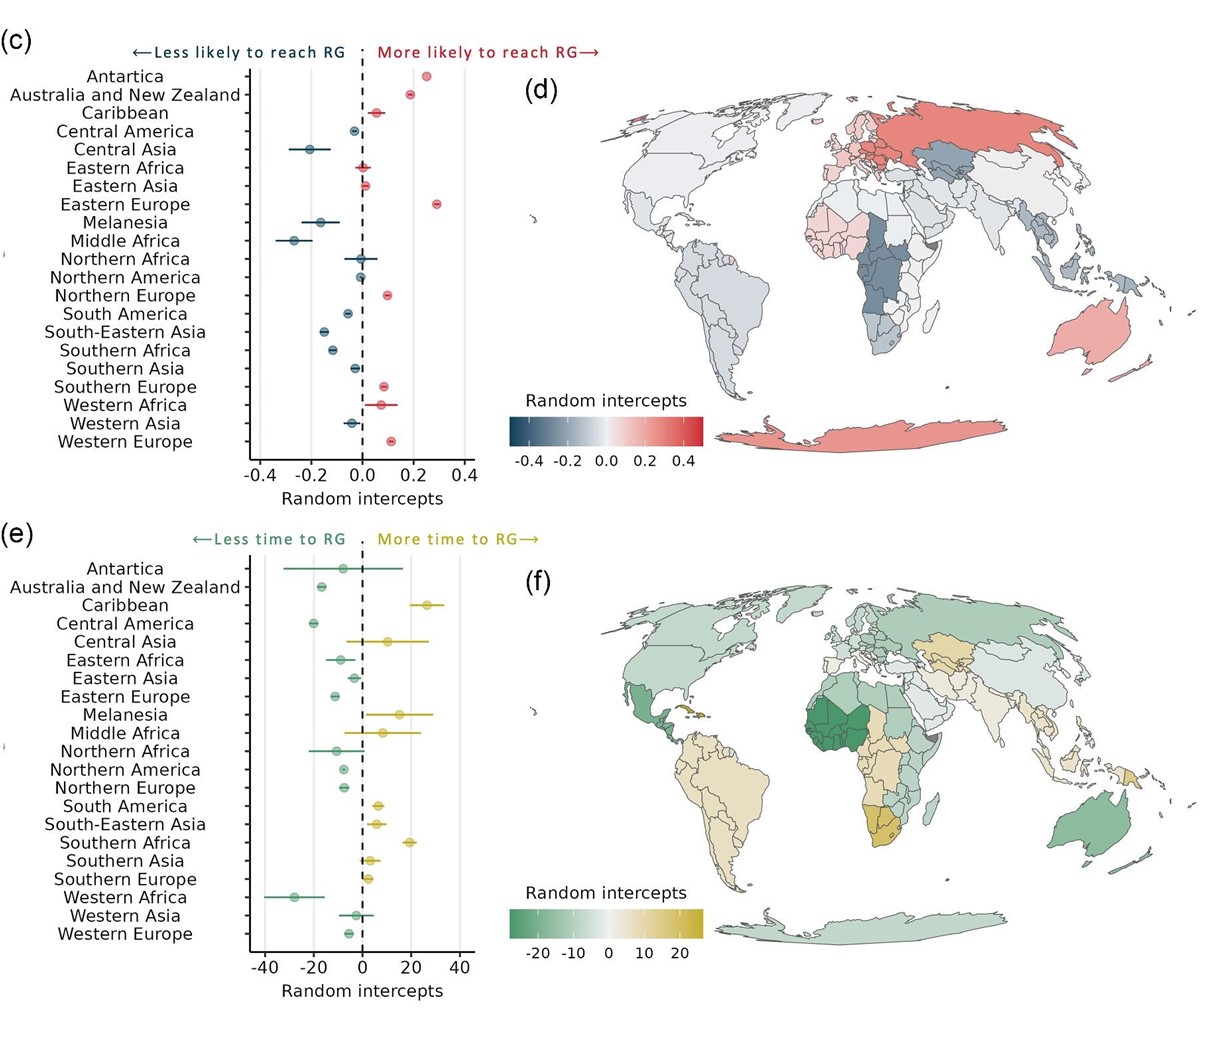 (c)
←Less likely to reach RG
More likely to reach RG→
Antartica
Australia and New Zealand
Caribbean
Central America
Central Asia
Eastern Africa
Eastern Asia
Eastern Europe
Melanesia
Middle Africa
Northern Africa
Northern America
Northern Europe
South America
South-Eastern Asia
Southern Africa
Southern Asia
Southern Europe
Western Africa
Western Asia
Western Europe
-0.4 -0.2 0.0 0.2 0.4
Random intercepts
(d)
Random intercepts
-0.4 -0.2 0.0 0.2 0.4
(e)
←Less time to RG
More time to RG→
Antartica
Australia and New Zealand
Caribbean
Central America
Central Asia
Eastern Africa
Eastern Asia
Eastern Europe
Melanesia
Middle Africa
Northern Africa
Northern America
Northern Europe
South America
South-Eastern Asia
Southern Africa
Southern Asia
Southern Europe
Western Africa
Western Asia
Western Europe
-40 -20 0 20 40
Random intercepts
(f)
Random intercepts
-20 -10 0 10 20